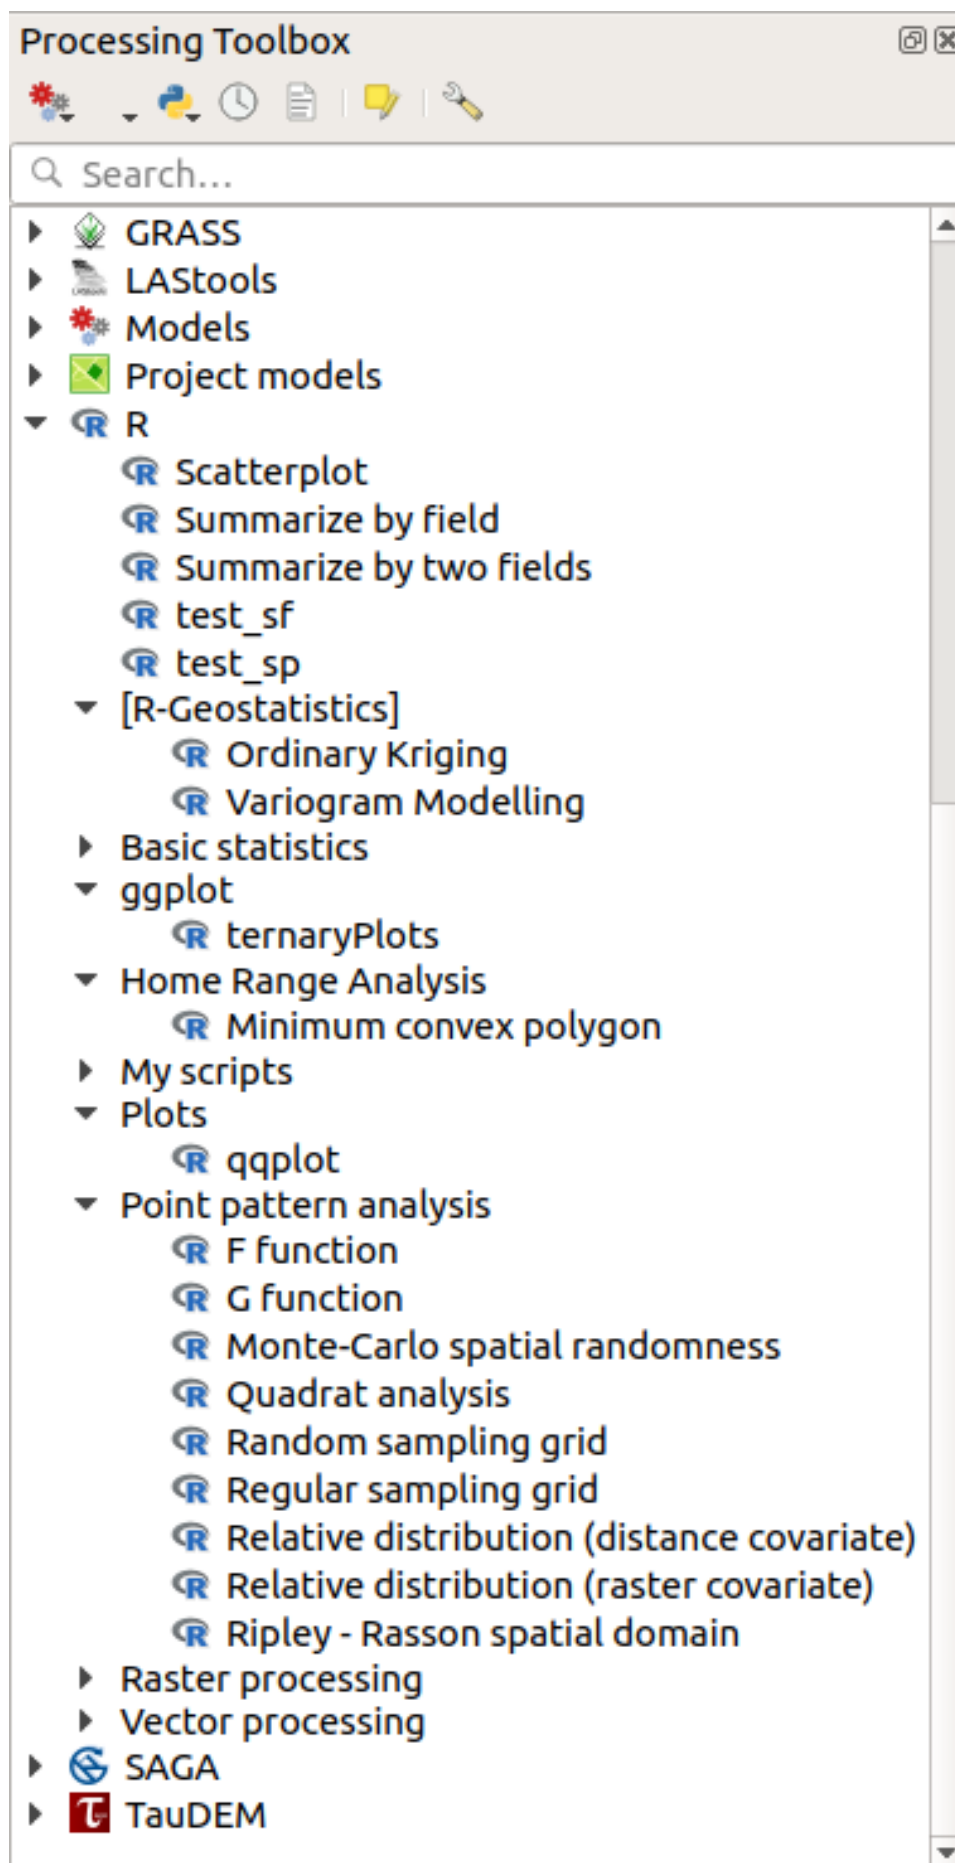 Processing Toolbox
Search...
GRASS
LAStools
Models
Project models
R
Scatterplot
Summarize by field
Summarize by two fields
test_sf
test_sp
[R-Geostatistics]
Ordinary Kriging
Variogram Modelling
Basic statistics
ggplot
ternaryPlots
Home Range Analysis
Minimum convex polygon
My scripts
Plots
qqplot
Point pattern analysis
F function
G function
Monte-Carlo spatial randomness
Quadrat analysis
Random sampling grid
Regular sampling grid
Relative distribution (distance covariate)
Relative distribution (raster covariate)
Ripley - Rasson spatial domain
Raster processing
Vector processing
SAGA
TauDEM